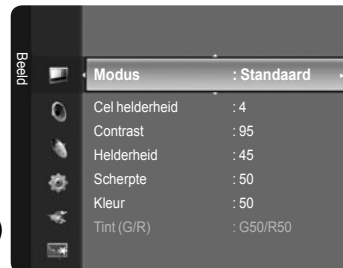 Beeld
Modus : Standaard
Cel helderheid : 4
Contrast : 95
Helderheid : 45
Scherpte : 50
Kleur : 50
Tint (G/R) : G50/R50